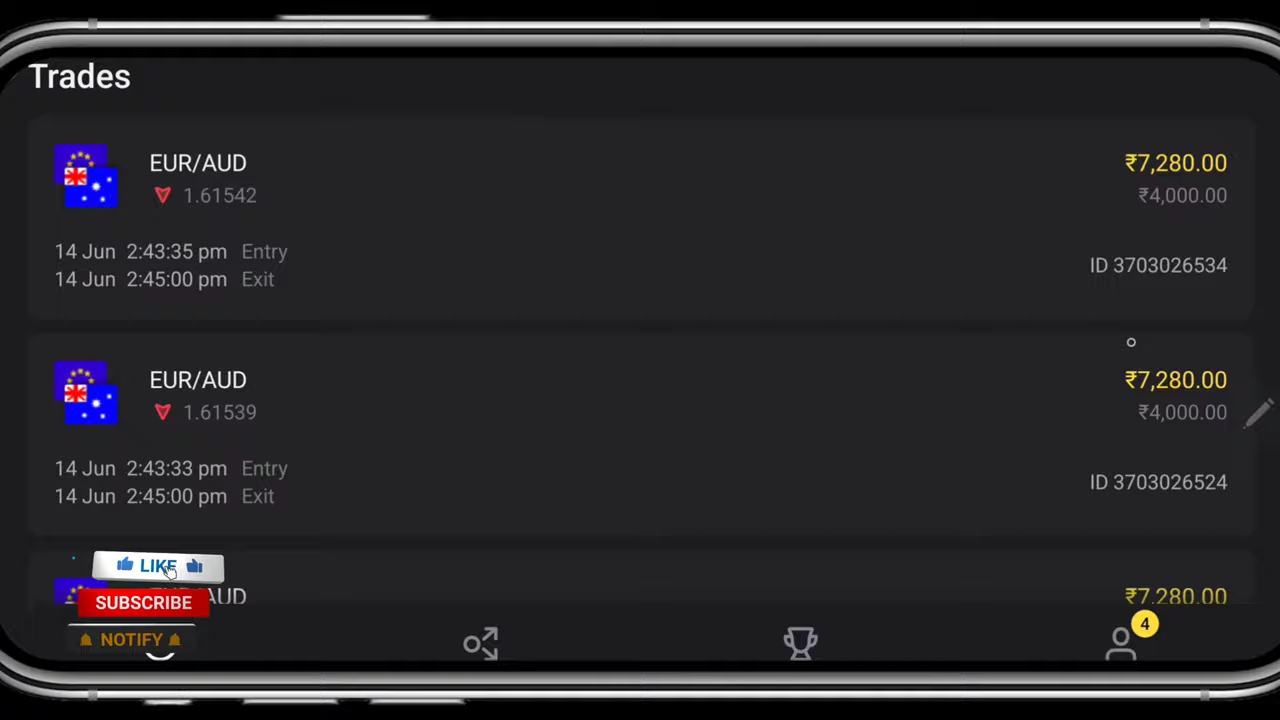 Trades
EUR/AUD
₹7,280.00
1.61542
₹4,000.00
14 Jun 2:43:35 pm Entry
14 Jun 2:45:00 pm Exit
ID 3703026534
EUR/AUD
₹7,280.00
1.61539
₹4,000.00
14 Jun 2:43:33 pm Entry
14 Jun 2:45:00 pm Exit
ID 3703026524
LIKE
/AUD
₹7,280.00
SUBSCRIBE
NOTIFY
4